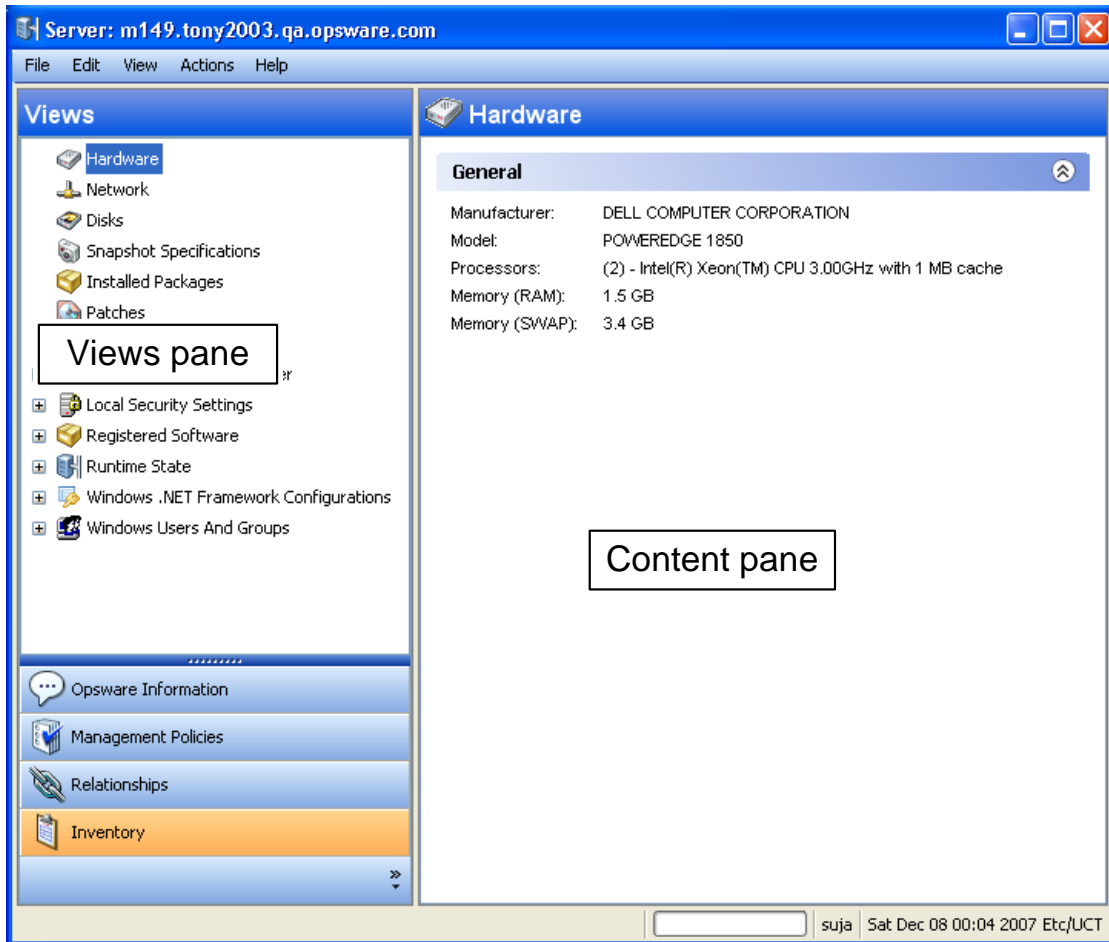 Server: m149.tony2003.qa.opsware.com
File Edit View Actions Help
Views
Hardware
Network
Disks
Snapshot Specifications
Installed Packages
Patches
Views pane
Local Security Settings
Registered Software
Runtime State
Windows .NET Framework Configurations
Windows Users And Groups
Opsware Information
Management Policies
Relationships
Inventory
Hardware
General
Manufacturer: DELL COMPUTER CORPORATION
Model: POWEREDGE 1850
Processors: (2) - Intel(R) Xeon(TM) CPU 3.00GHz with 1 MB cache
Memory (RAM): 1.5 GB
Memory (SWAP): 3.4 GB
Content pane
suja Sat Dec 08 00:04 2007 Etc/UCT